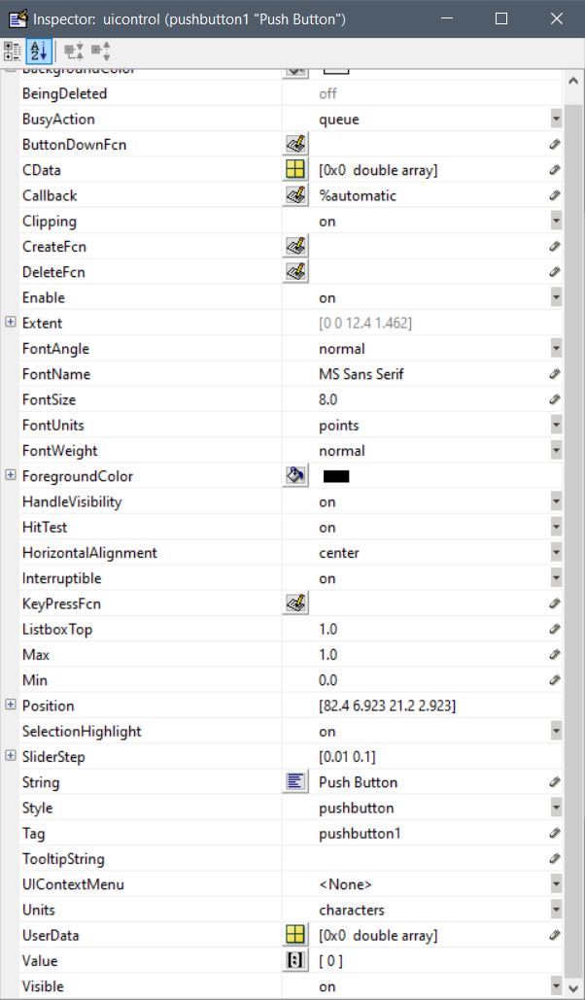 Inspector: uicontrol (pushbutton1 "Push Button")
BackgroundColor
BeingDeleted off
BusyAction queue
ButtonDownFcn
CData [0x0 double array]
Callback %automatic
Clipping on
CreateFcn
DeleteFcn
Enable on
Extent [0 0 12.4 1.462]
FontAngle normal
FontName MS Sans Serif
FontSize 8.0
FontUnits points
FontWeight normal
ForegroundColor
HandleVisibility on
HitTest on
HorizontalAlignment center
Interruptible on
KeyPressFcn
ListboxTop 1.0
Max 1.0
Min 0.0
Position [82.4 6.923 21.2 2.923]
SelectionHighlight on
SliderStep [0.01 0.1]
String Push Button
Style pushbutton
Tag pushbutton1
TooltipString
UIContextMenu <None>
Units characters
UserData [0x0 double array]
Value [ 0 ]
Visible on